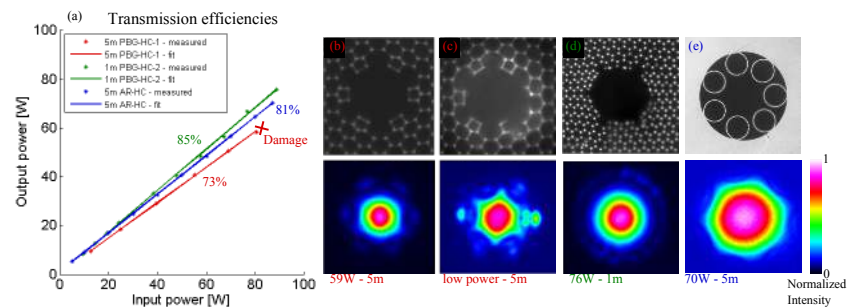 (a) Transmission efficiencies
100
80
60
40
20
0
Output power [W]
5m PBG-HC-1 - measured
5m PBG-HC-1 - fit
1m PBG-HC-2 - measured
1m PBG-HC-2 - fit
5m AR-HC - measured
5m AR-HC - fit
81%
85%
Damage
73%
0 20 40 60 80 100
Input power [W]
(b) (c) (d) (e)
59W - 5m low power - 5m 76W - 1m 70W - 5m
1
0
Normalized
Intensity